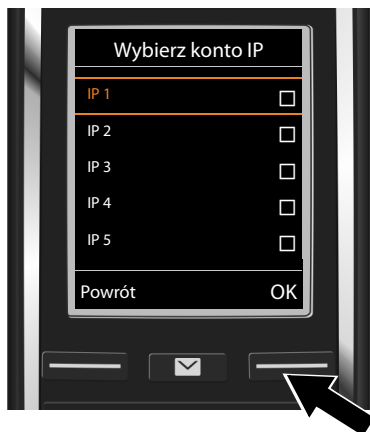 Wybierz konto IP
IP 1
IP 2
IP 3
IP 4
IP 5
Powrót OK